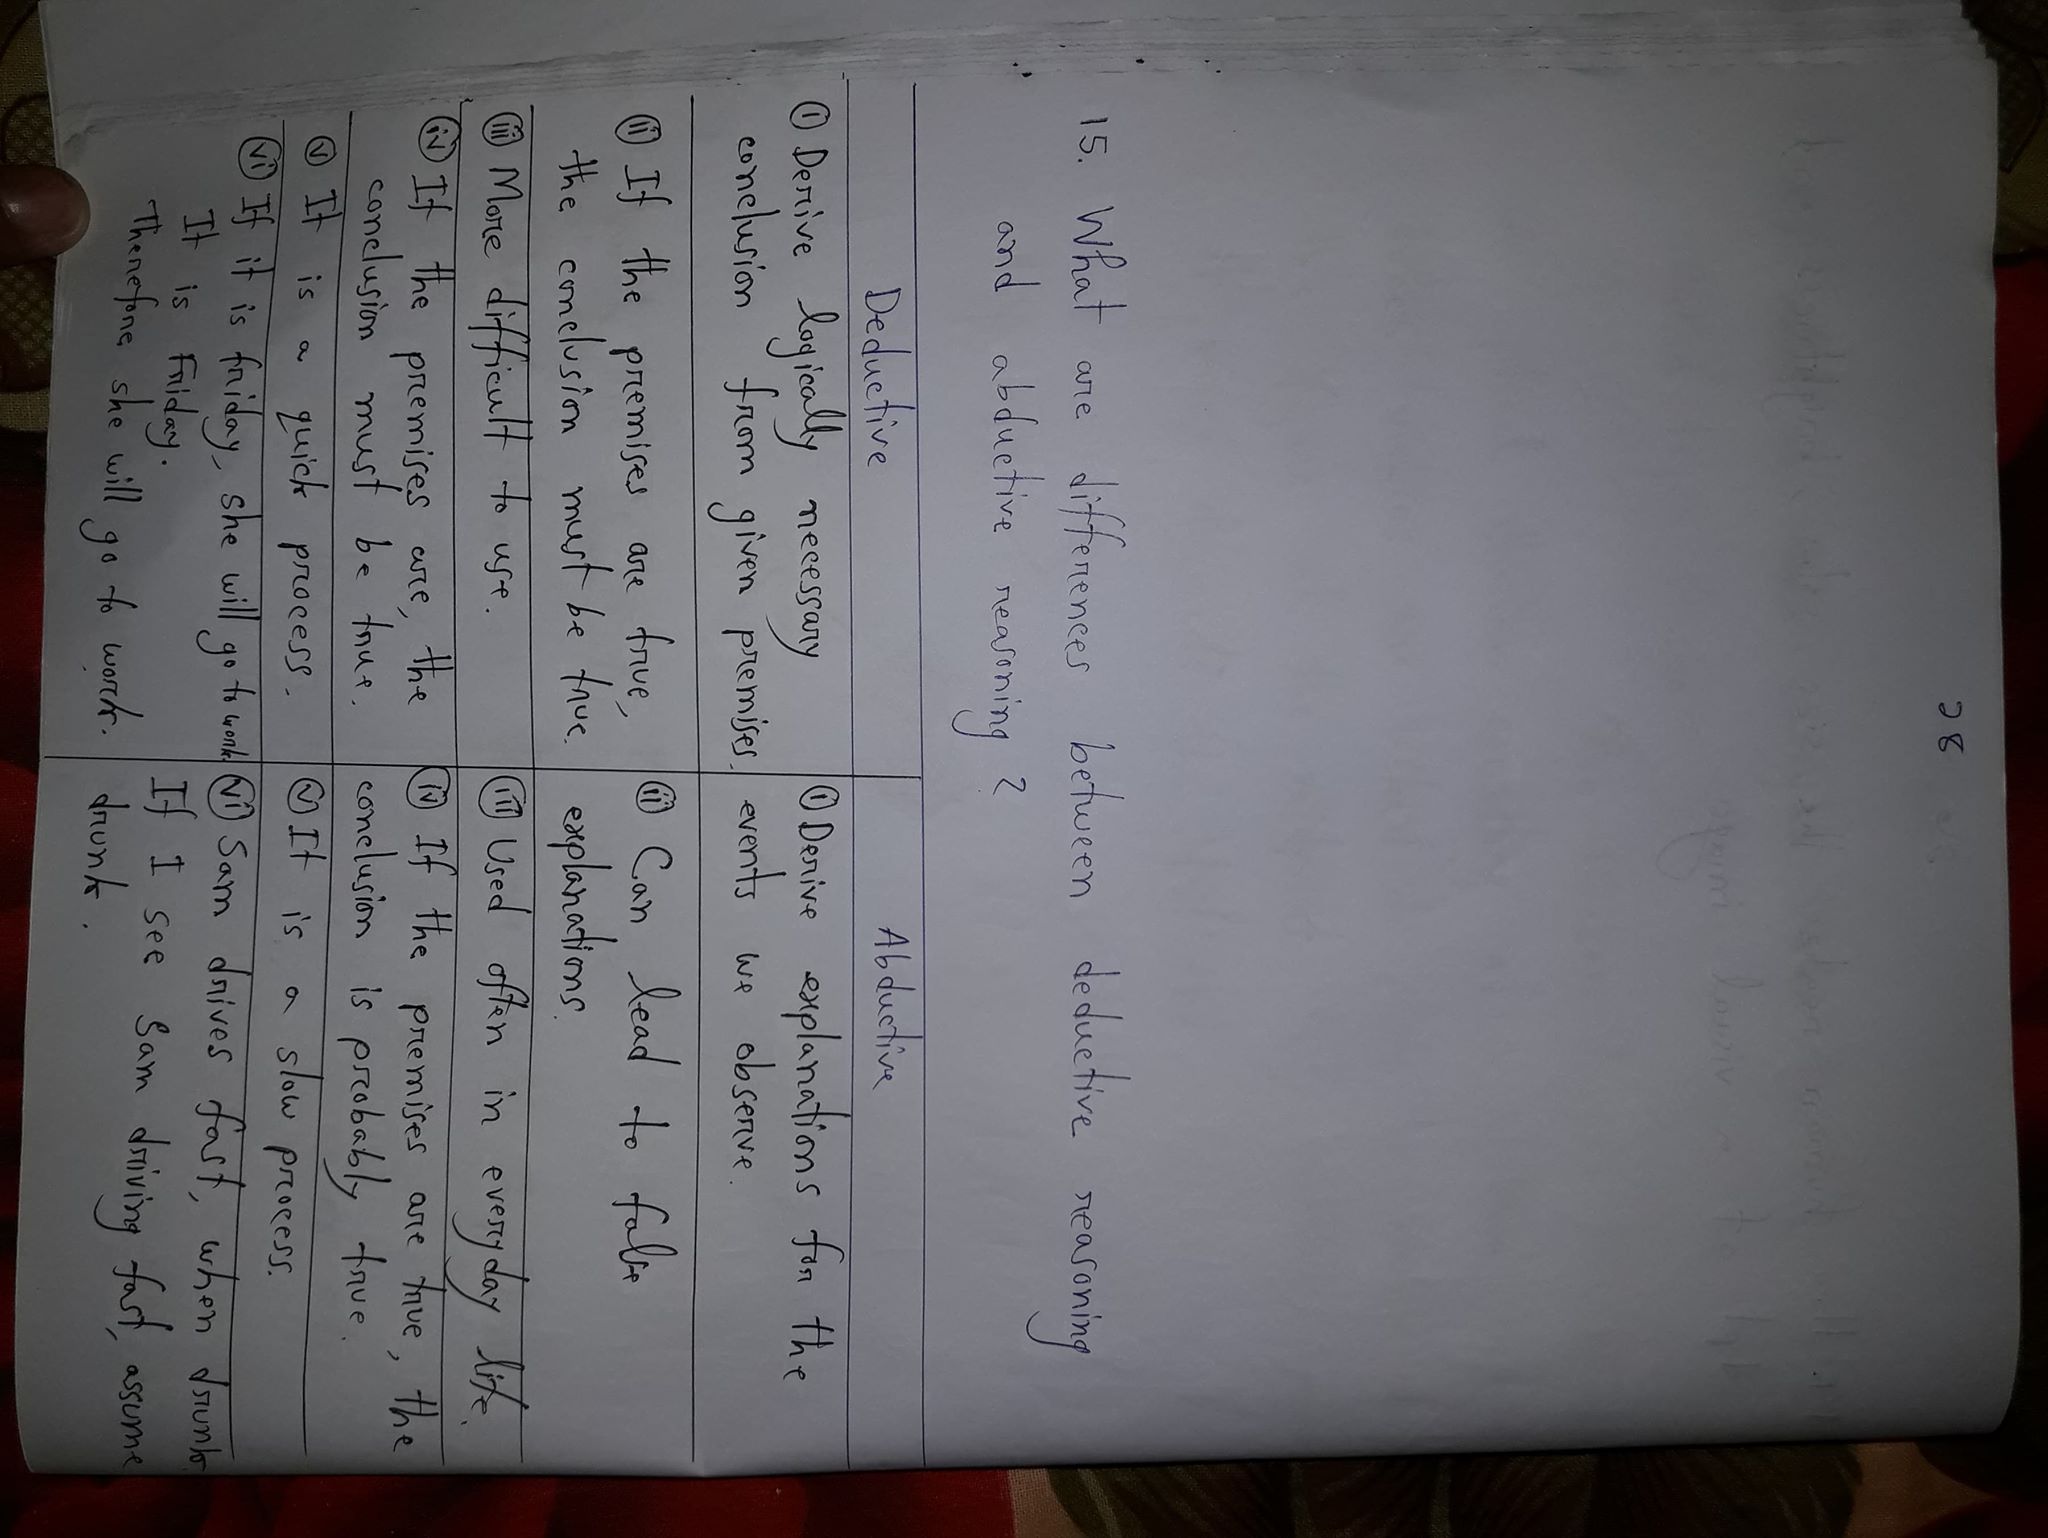 28
15. What are differences between deductive reasoning
and abductive reasoning ?
Deductive
Abductive
(i) Derive logically necessary
conclusion from given premises.
(i) Derive explanations for the
events we observe.
(ii) If the premises are true,
the conclusion must be true.
(ii) Can lead to false
explanations.
(iii) More difficult to use.
(iii) Used often in everyday life.
(iv) If the premises are, the
conclusion must be true.
(iv) If the premises are true, the
conclusion is probably true.
(v) It is a quick process.
(v) It is a slow process.
(vi) If it is friday, she will go to work
It is Friday.
Therefore she will go to work.
(vi) Sam drives fast, when drunk
If I see Sam driving fast, assume
drunk.